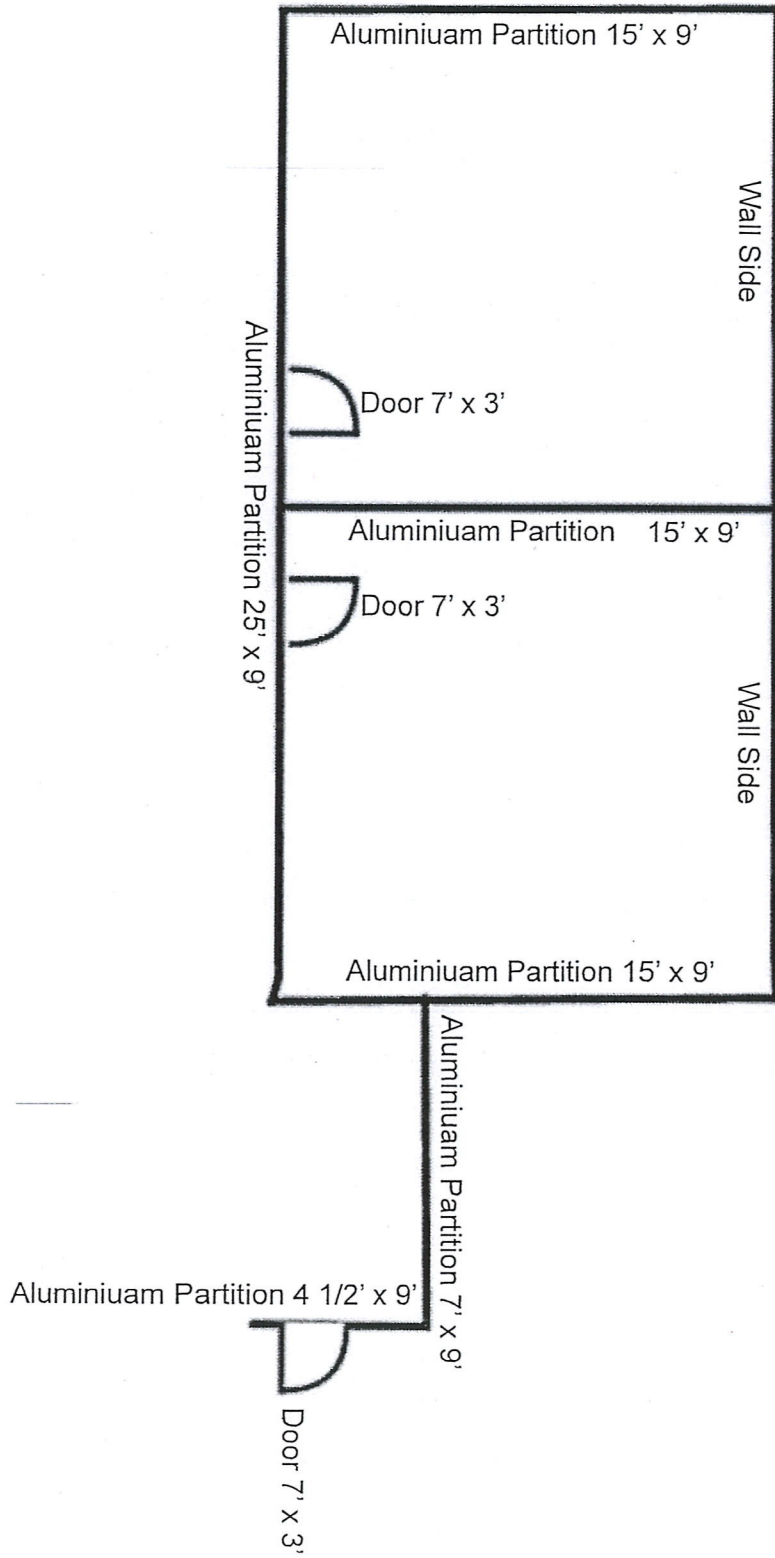 Aluminiuam Partition 15’ x 9’
Wall Side
Door 7’ x 3’
Aluminiuam Partition 25’ x 9’
Aluminiuam Partition 15’ x 9’
Door 7’ x 3’
Wall Side
Aluminiuam Partition 15’ x 9’
Aluminiuam Partition 7’ x 9’
Aluminiuam Partition 4 1/2’ x 9’
Door 7’ x 3’